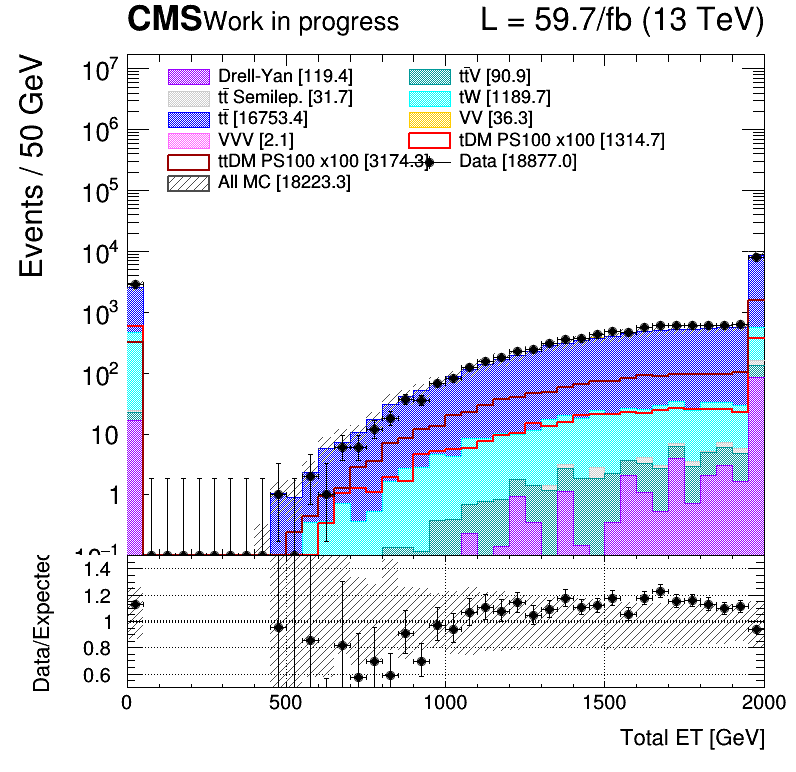 CMS Work in progress L = 59.7/fb (13 TeV)
Events / 50 GeV
Drell-Yan [119.4] tt̄V [90.9]
tt̄ Semilep. [31.7] tW [1189.7]
tt̄ [16753.4] VV [36.3]
VVV [2.1] tDM PS100 x100 [1314.7]
ttDM PS100 x100 [3174.3] Data [18877.0]
All MC [18223.3]
10⁷
10⁶
10⁵
10⁴
10³
10²
10
1
10⁻¹
Data/Expected
1.4
1.2
1
0.8
0.6
0 500 1000 1500 2000
Total ET [GeV]